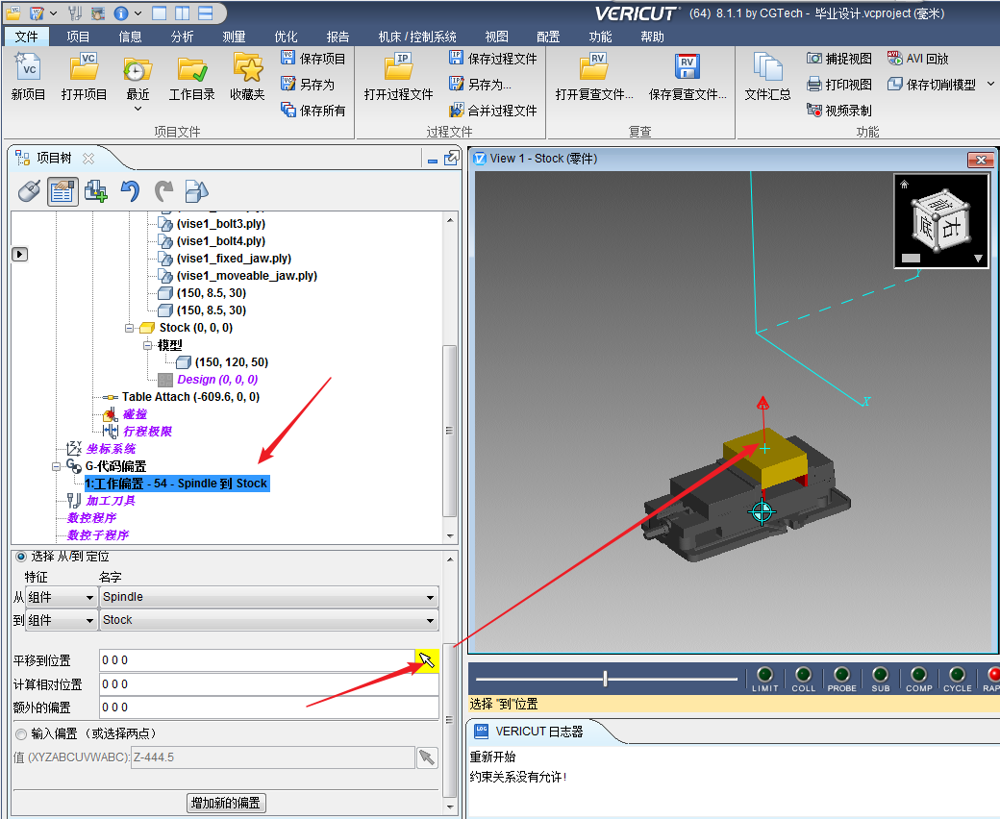 VERICUT (64) 8.1.1 by CGTech - 毕业设计.vcproject (毫米)
文件 项目 信息 分析 测量 优化 报告 机床 /控制系统 视图 配置 功能 帮助
新项目 打开项目 最近 工作目录 收藏夹 保存项目 另存为 保存所有
项目文件
打开过程文件 保存过程文件 另存为... 合并过程文件
过程文件
打开复查文件... 保存复查文件...
复查
文件汇总 捕捉视图 打印视图 视频录制 AVI 回放 保存切削模型
功能
项目树
(vise1_bolt3.ply)
(vise1_bolt4.ply)
(vise1_fixed_jaw.ply)
(vise1_moveable_jaw.ply)
(150, 8.5, 30)
(150, 8.5, 30)
Stock (0, 0, 0)
模型
(150, 120, 50)
Design (0, 0, 0)
Table Attach (-609.6, 0, 0)
碰撞
行程极限
坐标系统
G-代码偏置
1:工作偏置 - 54 - Spindle 到 Stock
加工刀具
数控程序
数控子程序
选择 从/到 定位
特征 名字
从 组件 Spindle
到 组件 Stock
平移到位置 0 0 0
计算相对位置 0 0 0
额外的偏置 0 0 0
输入偏置 （或选择两点）
值 (XYZABCUVWABC): Z-444.5
增加新的偏置
View 1 - Stock (零件)
前
底 右
Y
X
LIMIT COLL PROBE SUB COMP CYCLE RAP
选择 "到"位置
VERICUT 日志器
重新开始
约束关系没有允许!